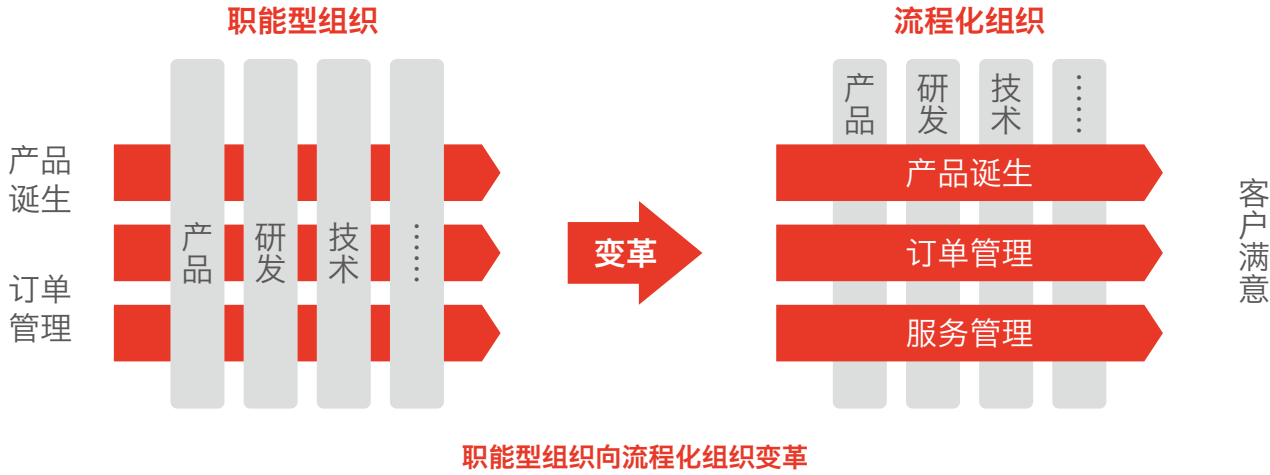 职能型组织
流程化组织
产品
诞生
订单
管理
产品
研发
技术
……
变革
产品
研发
技术
……
产品诞生
订单管理
服务管理
客户满意
职能型组织向流程化组织变革